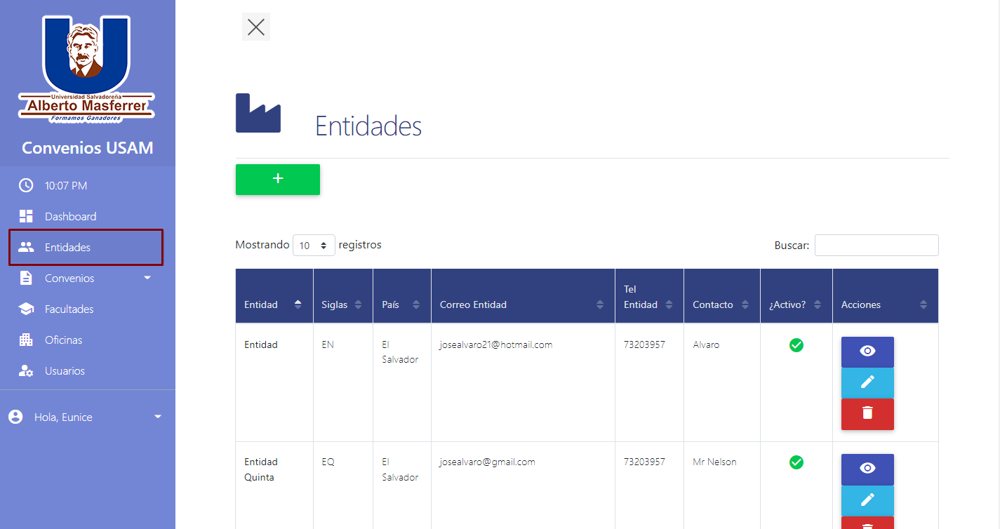 Universidad Salvadoreña
Alberto Masferrer
Formamos Ganadores
Convenios USAM
10:07 PM
Dashboard
Entidades
Convenios
Facultades
Oficinas
Usuarios
Hola, Eunice
Entidades
+
Mostrando 10 registros
Buscar:
Entidad Siglas País Correo Entidad Tel Entidad Contacto ¿Activo? Acciones
Entidad EN El Salvador josealvaro21@hotmail.com 73203957 Alvaro
Entidad Quinta EQ El Salvador josealvaro@gmail.com 73203957 Mr Nelson